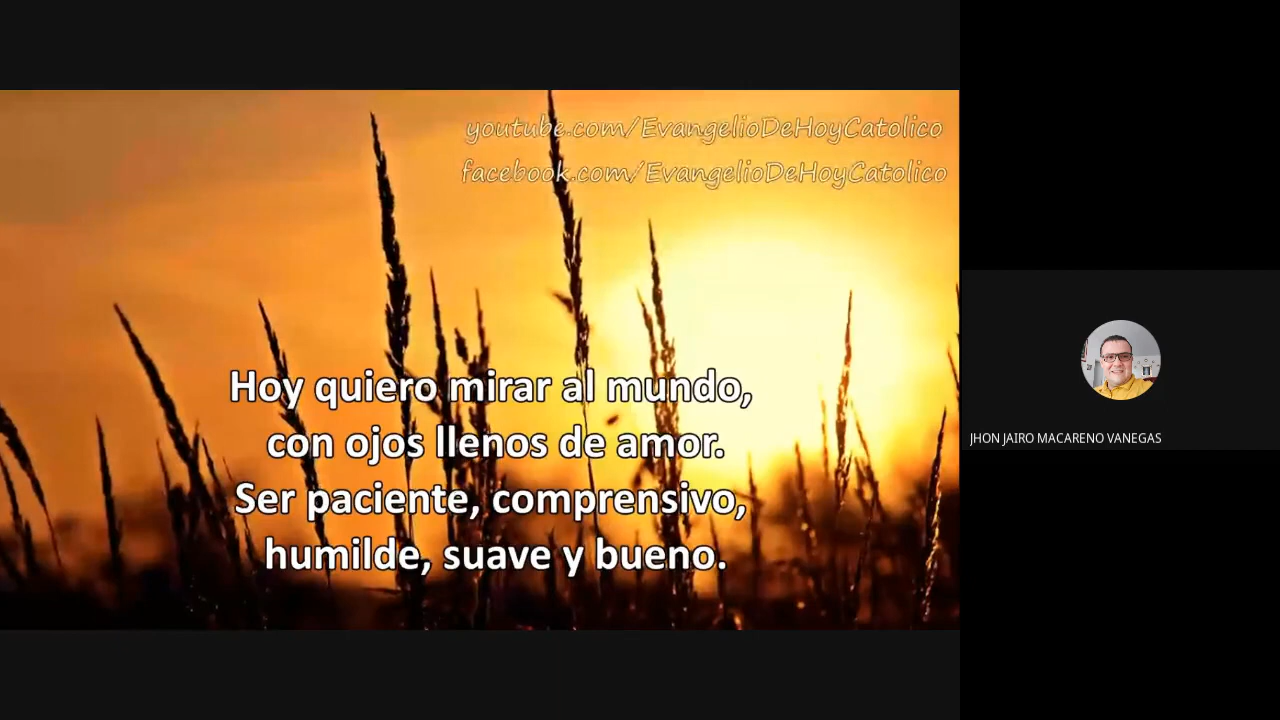 youtube.com/EvangelioDeHoyCatolico
facebook.com/EvangelioDeHoyCatolico
Hoy quiero mirar al mundo,
con ojos llenos de amor.
Ser paciente, comprensivo,
humilde, suave y bueno.
JHON JAIRO MACARENO VANEGAS